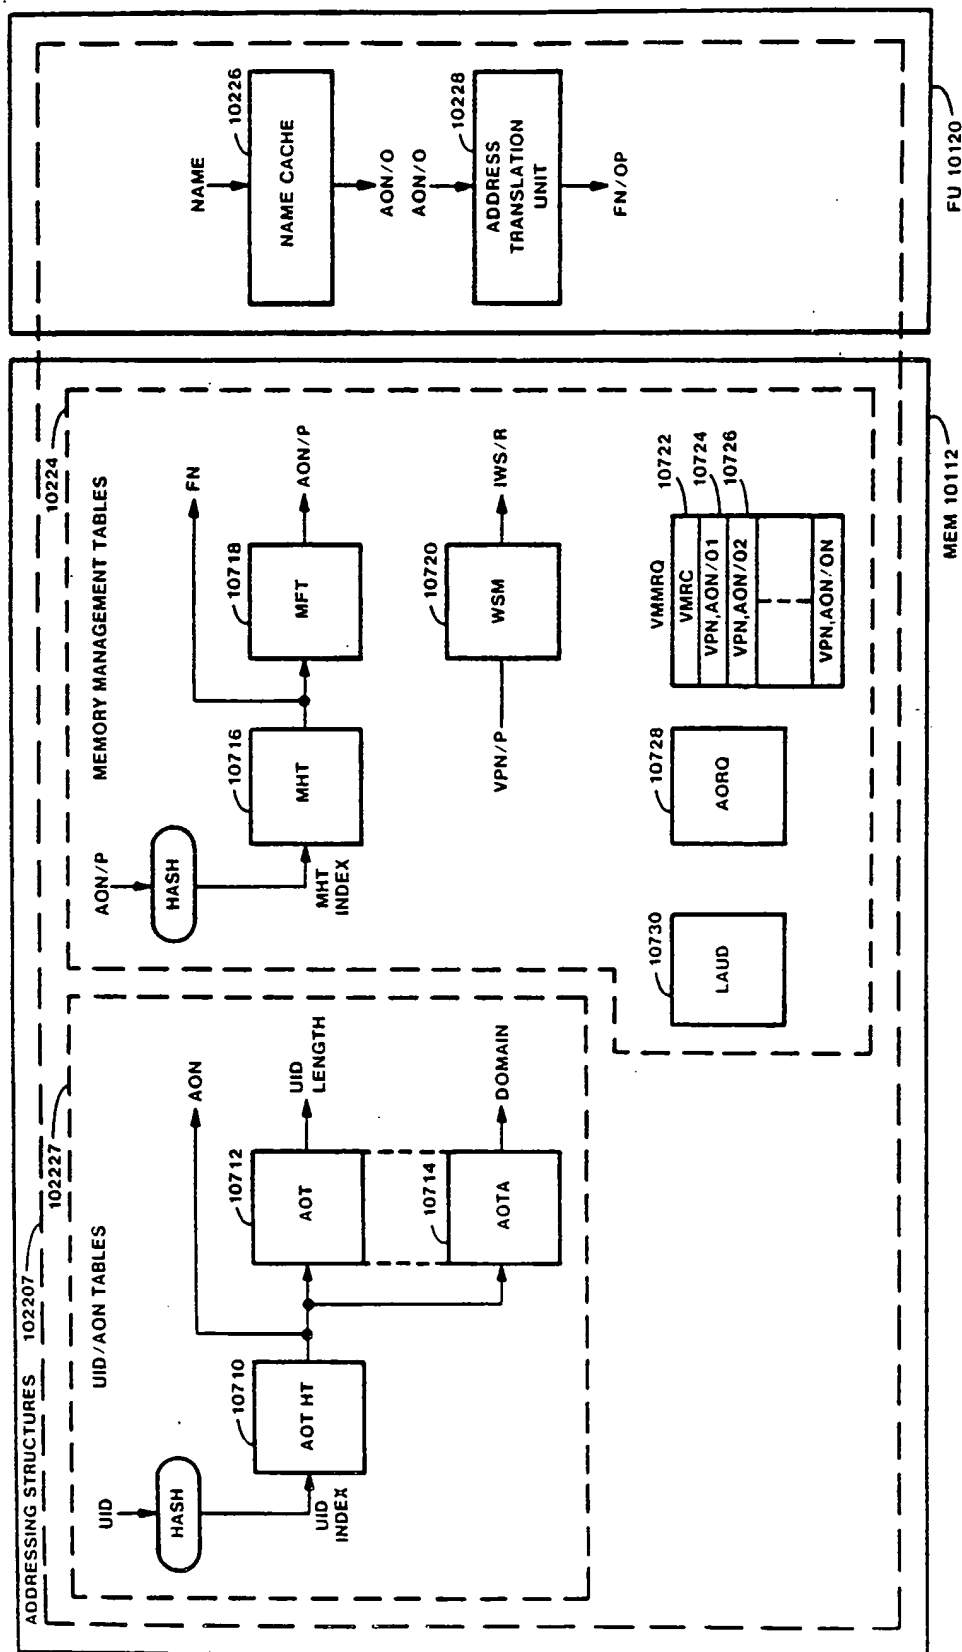 ADDRESSING STRUCTURES 102207
102227
UID/AON TABLES
UID
HASH
UID
INDEX
10710
AOT HT
AON
10712
AOT
UID
LENGTH
10714
AOTA
DOMAIN
10224
MEMORY MANAGEMENT TABLES
AON/P
HASH
MHT
INDEX
10716
MHT
FN
10718
MFT
AON/P
VPN/P
10720
WSM
IWS/R
10730
LAUD
10728
AORQ
VMMRQ
VMRC
10722
VPN,AON/O1
10724
VPN,AON/O2
10726
VPN,AON/ON
MEM 10112
NAME
10226
NAME CACHE
AON/O
AON/O
10228
ADDRESS
TRANSLATION
UNIT
FN/OP
FU 10120